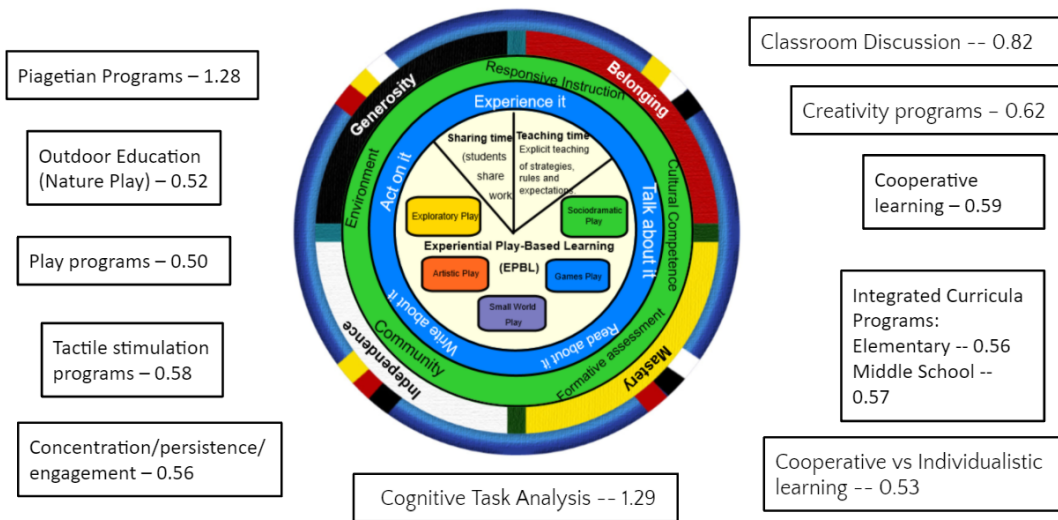 Piagetian Programs – 1.28
Outdoor Education
(Nature Play) – 0.52
Play programs – 0.50
Tactile stimulation
programs – 0.58
Concentration/persistence/
engagement – 0.56
Generosity
Belonging
Independence
Mastery
Responsive Instruction
Environment
Cultural Competence
Community
Formative assessment
Experience it
Act on it
Talk about it
Write about it
Read about it
Sharing time
(students
share
work
Teaching time
Explicit teaching
of strategies,
rules and
expectations
Exploratory Play
Sociodramatic
Play
Experiential Play-Based Learning
(EPBL)
Artistic Play
Games Play
Small World
Play
Cognitive Task Analysis -- 1.29
Classroom Discussion -- 0.82
Creativity programs – 0.62
Cooperative
learning – 0.59
Integrated Curricula
Programs:
Elementary -- 0.56
Middle School --
0.57
Cooperative vs Individualistic
learning -- 0.53